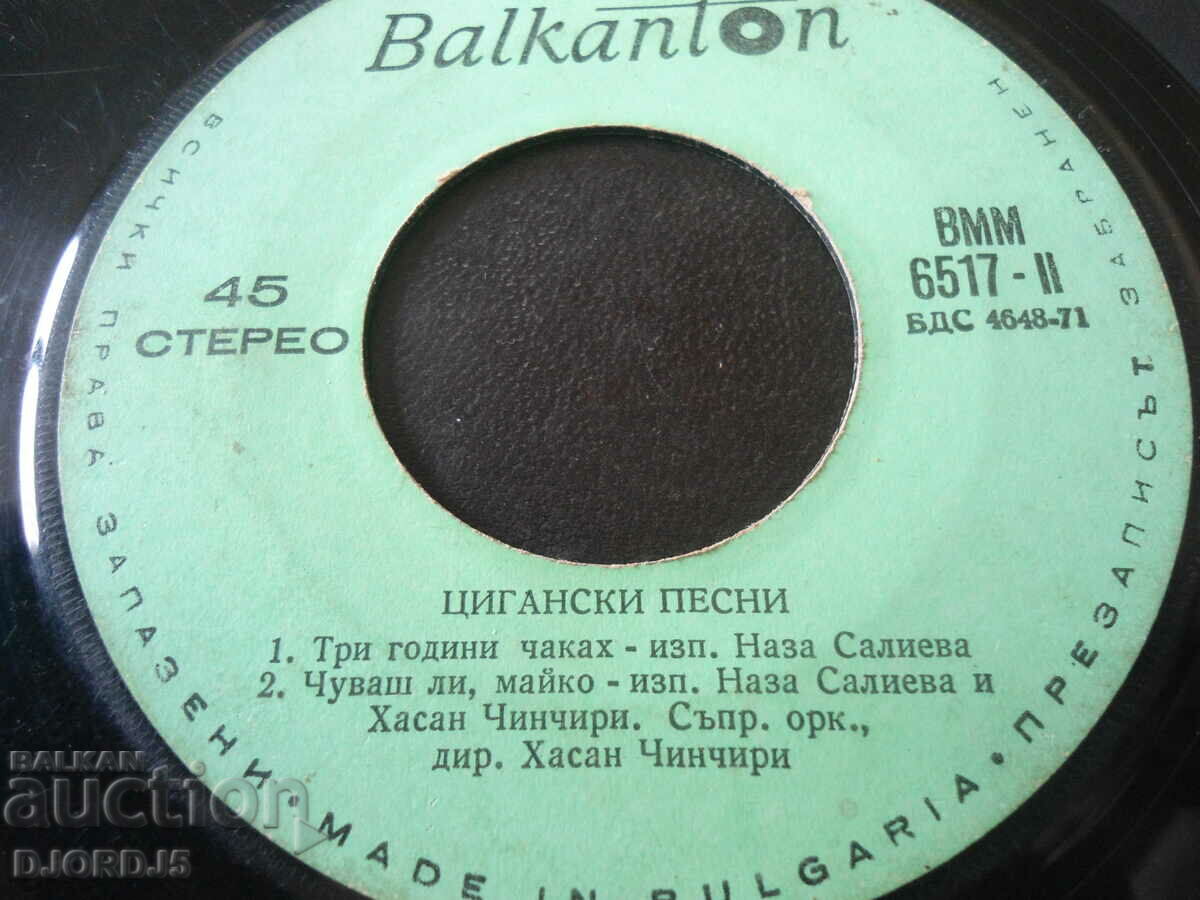 Balkanton
45
СТЕРЕО
ВММ
6517 - II
БДС 4648-71
ЦИГАНСКИ ПЕСНИ
1. Три години чаках - изп. Наза Салиева
2. Чуваш ли, майко - изп. Наза Салиева и
Хасан Чинчири. Съпр. орк.,
дир. Хасан Чинчири
ВСИЧКИ ПРАВА ЗАПАЗЕНИ · MADE IN BULGARIA · ПРЕЗАПИСЪТ ЗАБРАНЕН
BALKAN
auction
DJORD_J5